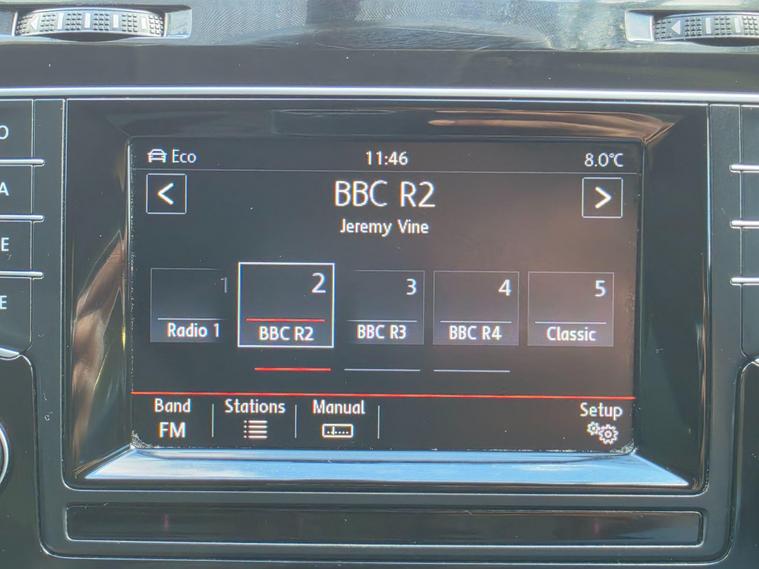 Eco 11:46 8.0°C
< BBC R2 >
Jeremy Vine
1 2 3 4 5
Radio 1 BBC R2 BBC R3 BBC R4 Classic
Band Stations Manual Setup
FM